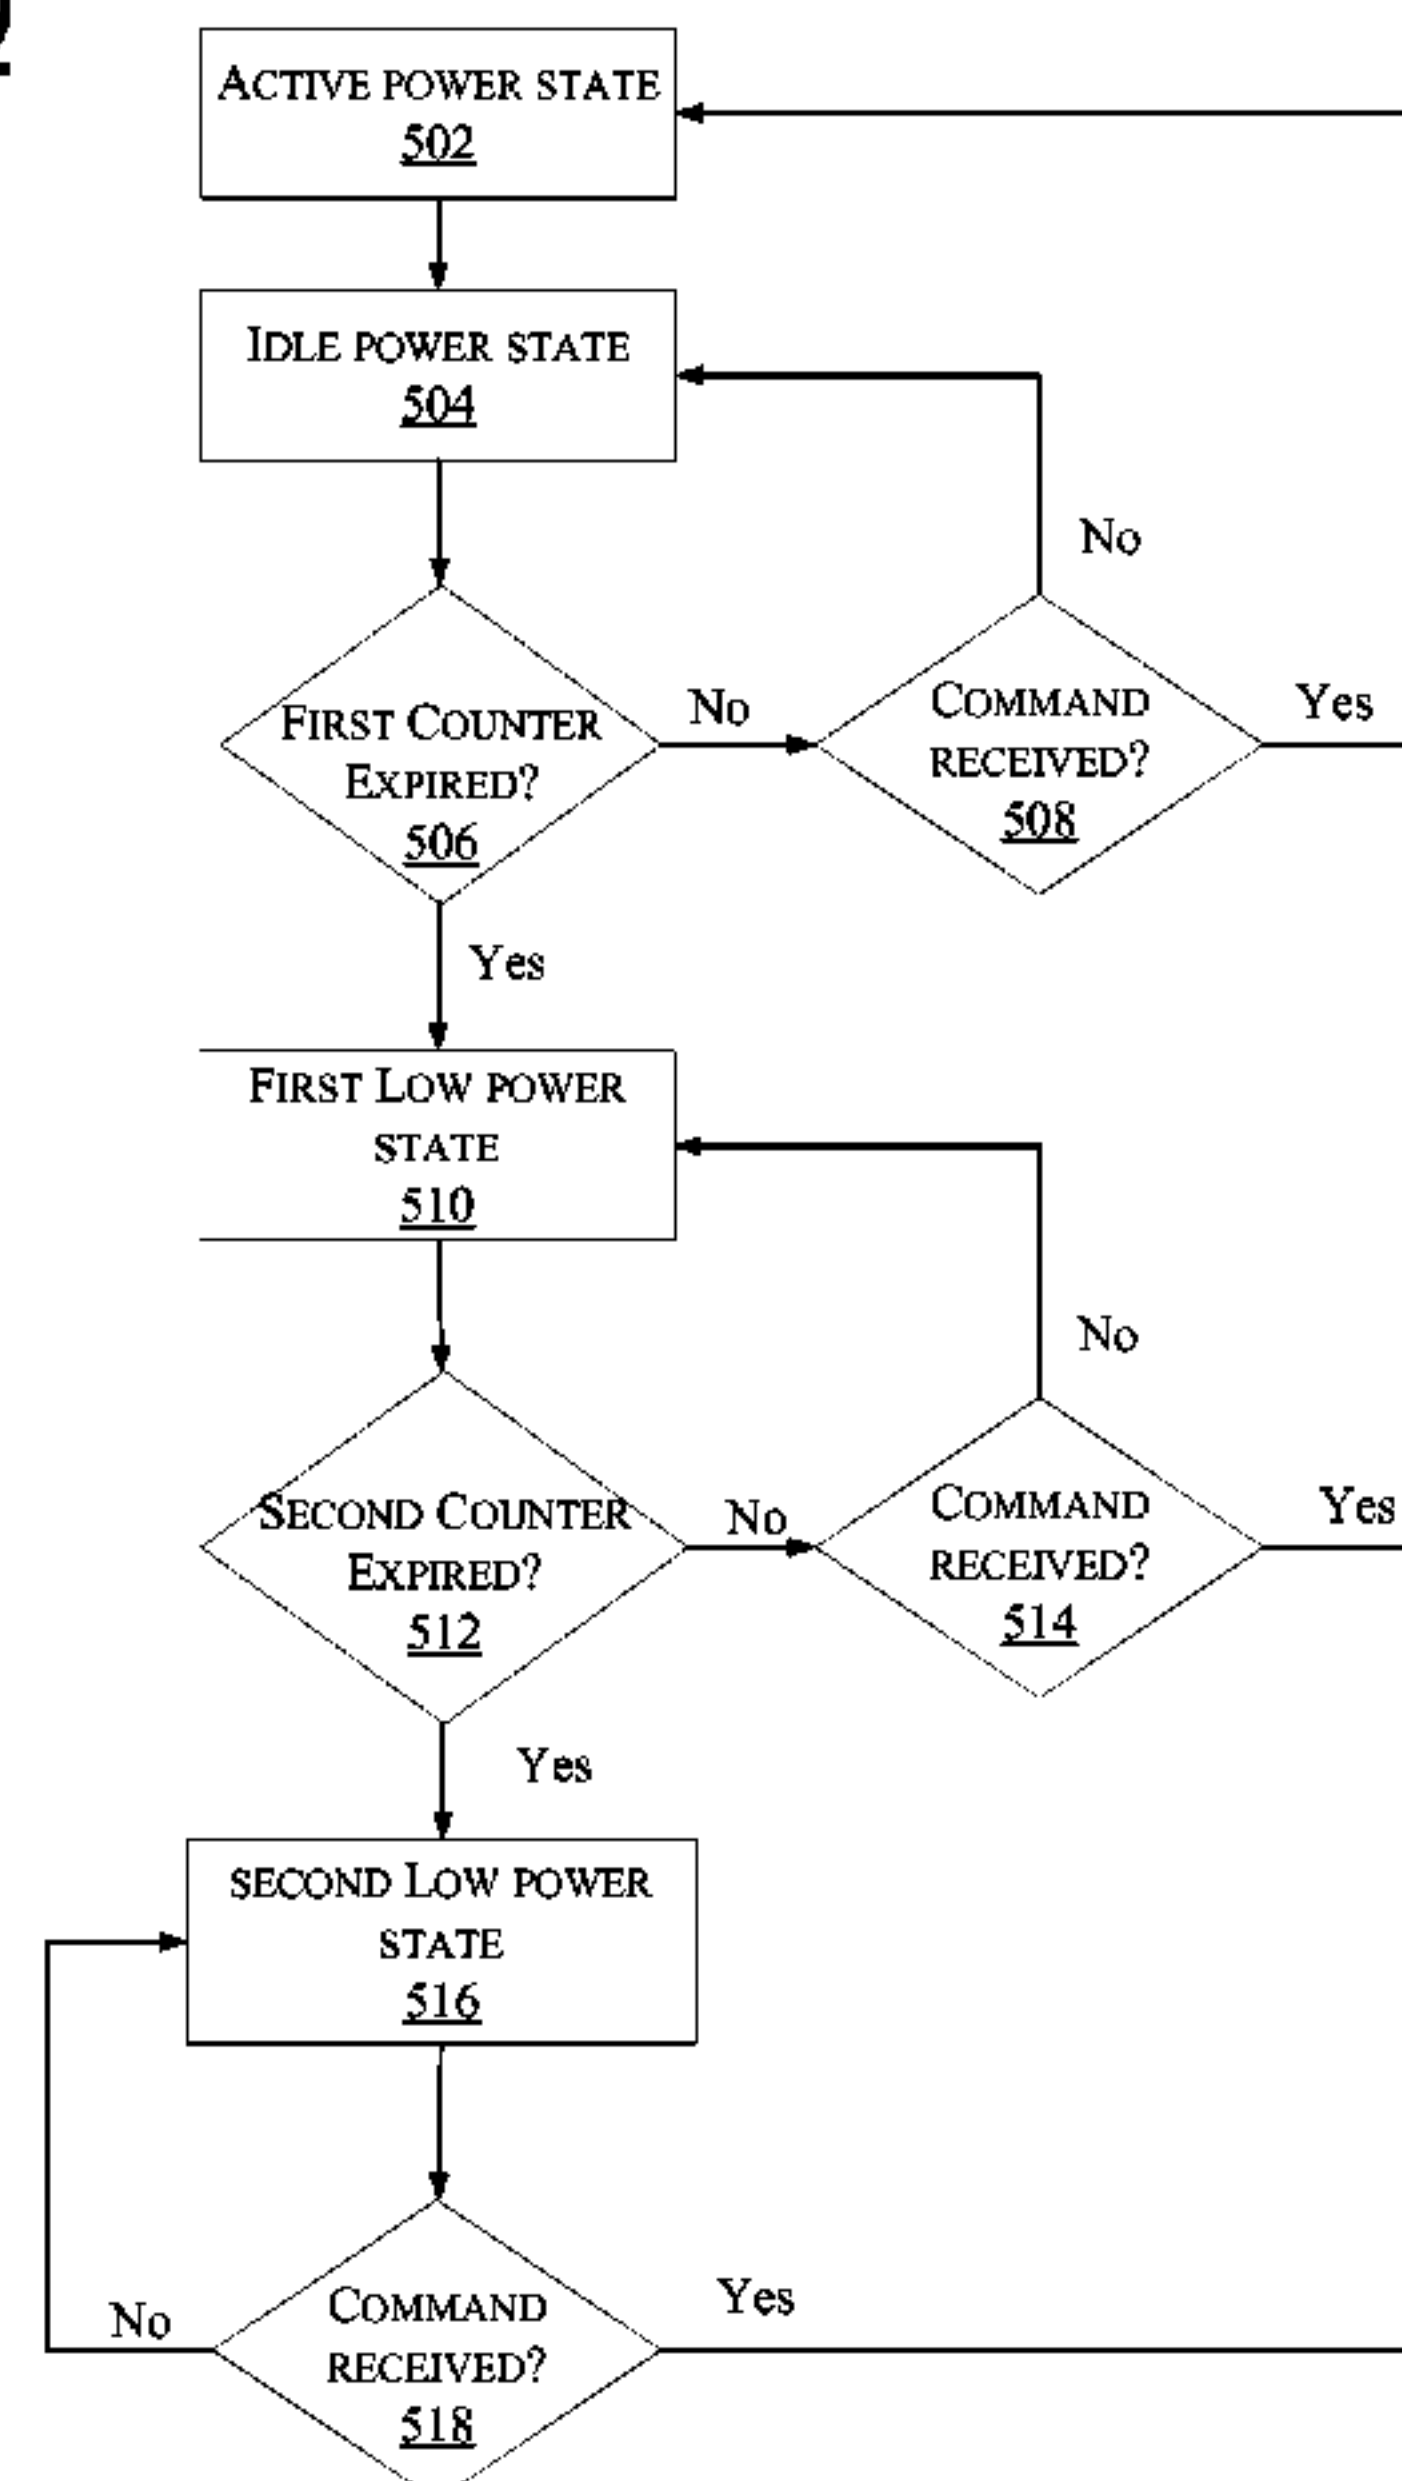 ACTIVE POWER STATE
502
IDLE POWER STATE
504
No
FIRST COUNTER
EXPIRED?
506
No
COMMAND
RECEIVED?
508
Yes
Yes
FIRST LOW POWER
STATE
510
No
SECOND COUNTER
EXPIRED?
512
No
COMMAND
RECEIVED?
514
Yes
Yes
SECOND LOW POWER
STATE
516
No
COMMAND
RECEIVED?
518
Yes